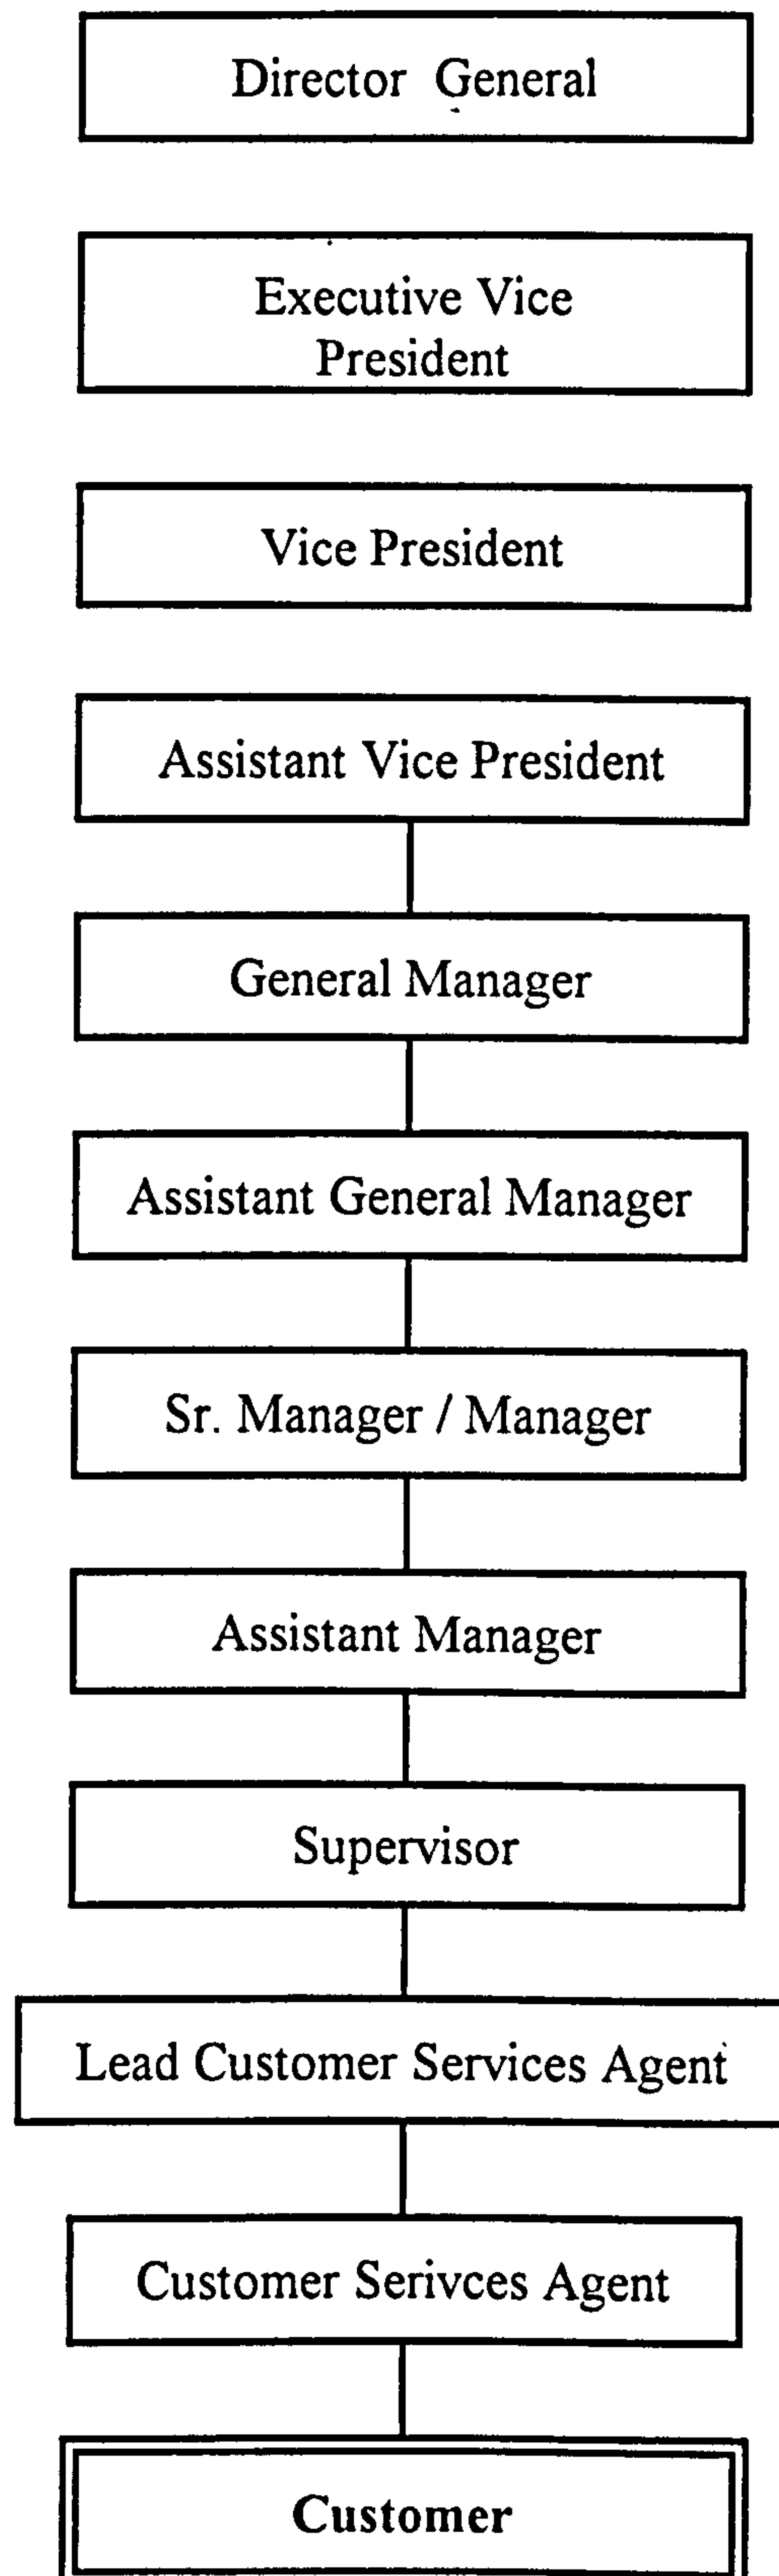 Director General
Executive Vice
President
Vice President
Assistant Vice President
General Manager
Assistant General Manager
Sr. Manager / Manager
Assistant Manager
Supervisor
Lead Customer Services Agent
Customer Serivces Agent
Customer